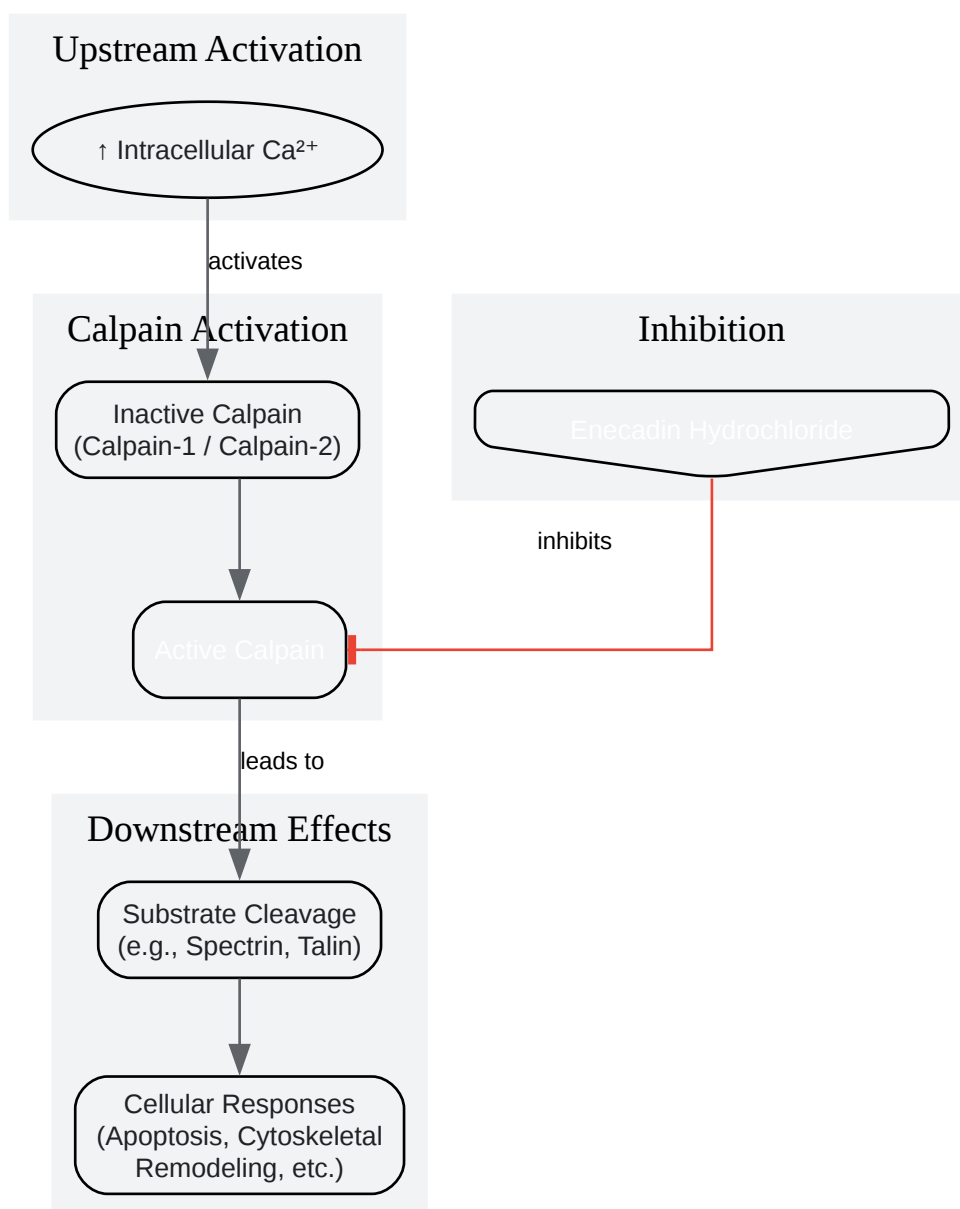 Upstream Activation
↑ Intracellular Ca²⁺
activates
Calpain Activation
Inactive Calpain
(Calpain-1 / Calpain-2)
Inhibition
Enecadin Hydrochloride
inhibits
Active Calpain
leads to
Downstream Effects
Substrate Cleavage
(e.g., Spectrin, Talin)
Cellular Responses
(Apoptosis, Cytoskeletal
Remodeling, etc.)